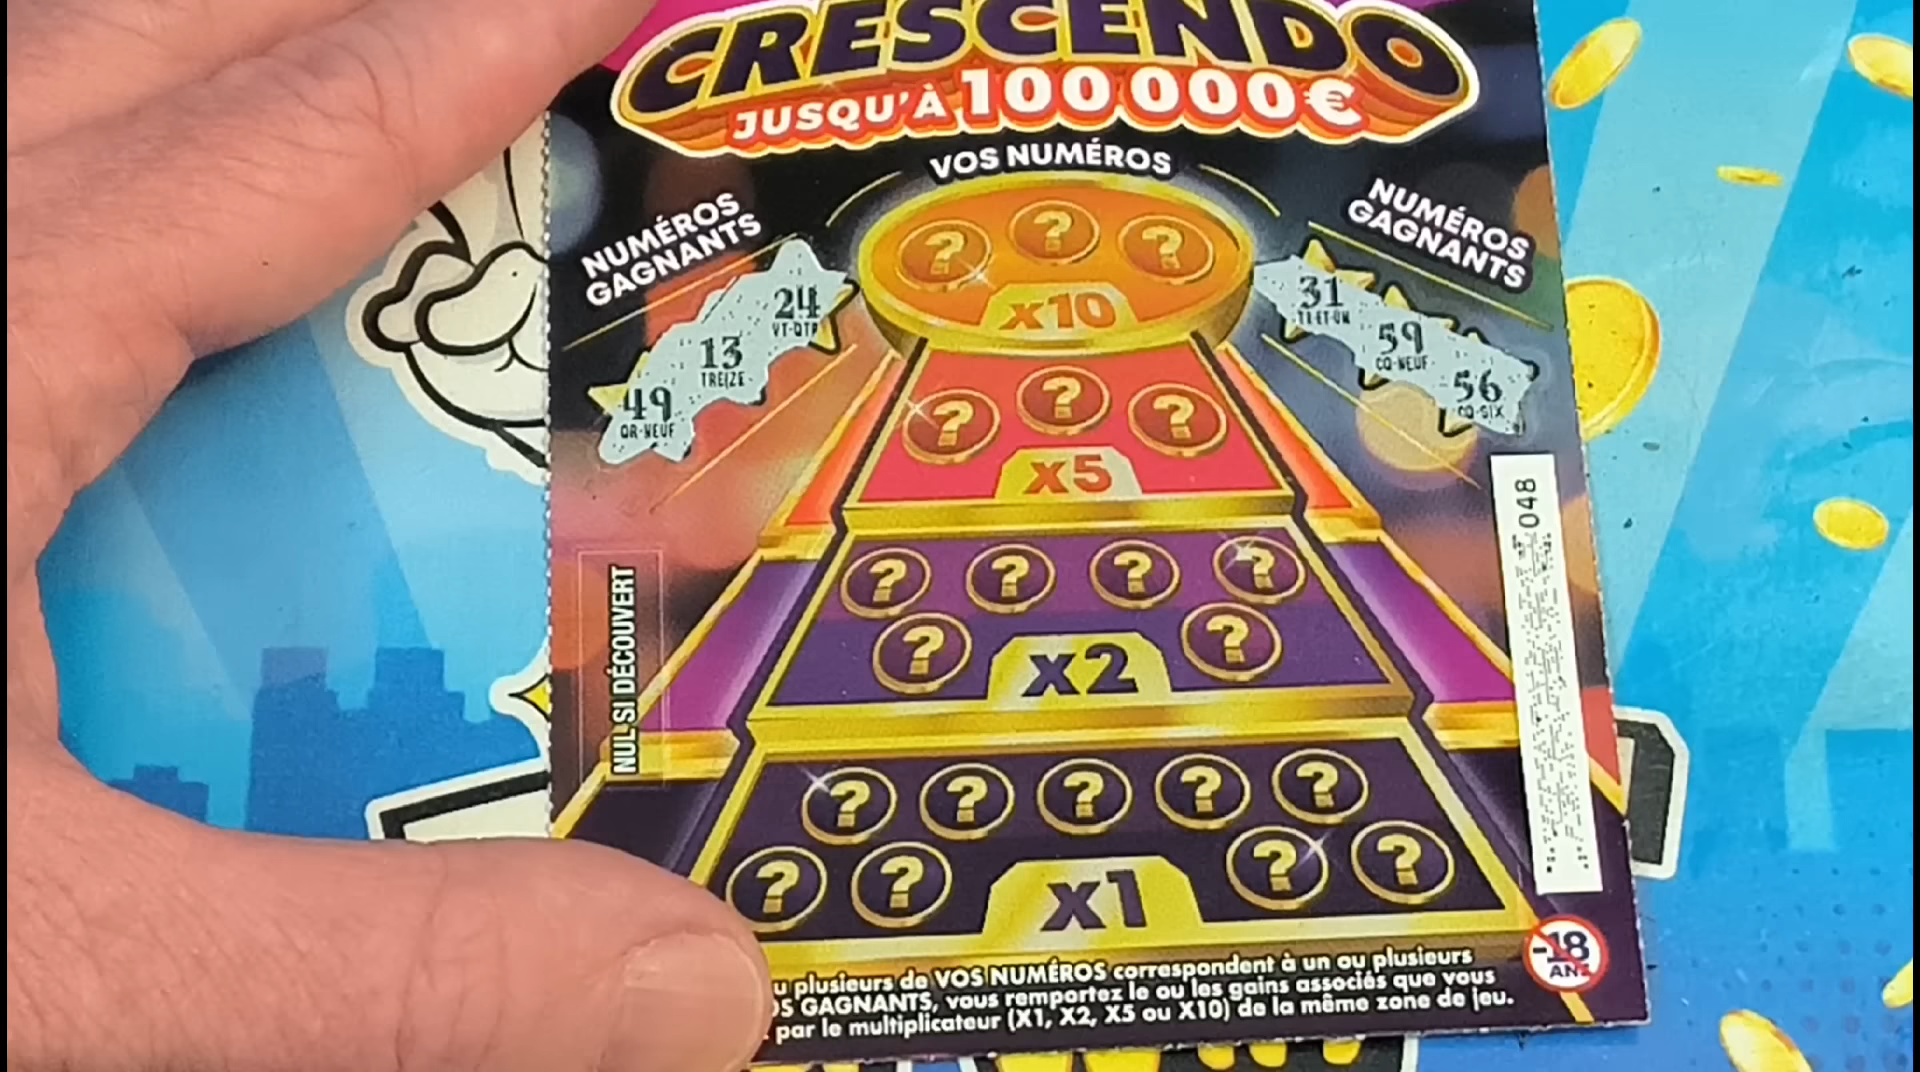 CRESCENDO
JUSQU'À 100 000 €
VOS NUMÉROS
NUMÉROS
GAGNANTS
24
VT-QTR
13
TREIZE
49
QR-NEUF
NUMÉROS
GAGNANTS
31
TT-ET-UN
59
CQ-NEUF
56
CQ-SIX
? ? ?
X10
? ? ?
X5
? ? ? ?
? ?
X2
? ? ? ? ?
? ? ? ?
X1
NUL SI DÉCOUVERT
048
-18
ANS
u plusieurs de VOS NUMÉROS correspondent à un ou plusieurs
OS GAGNANTS, vous remportez le ou les gains associés que vous
par le multiplicateur (X1, X2, X5 ou X10) de la même zone de jeu.